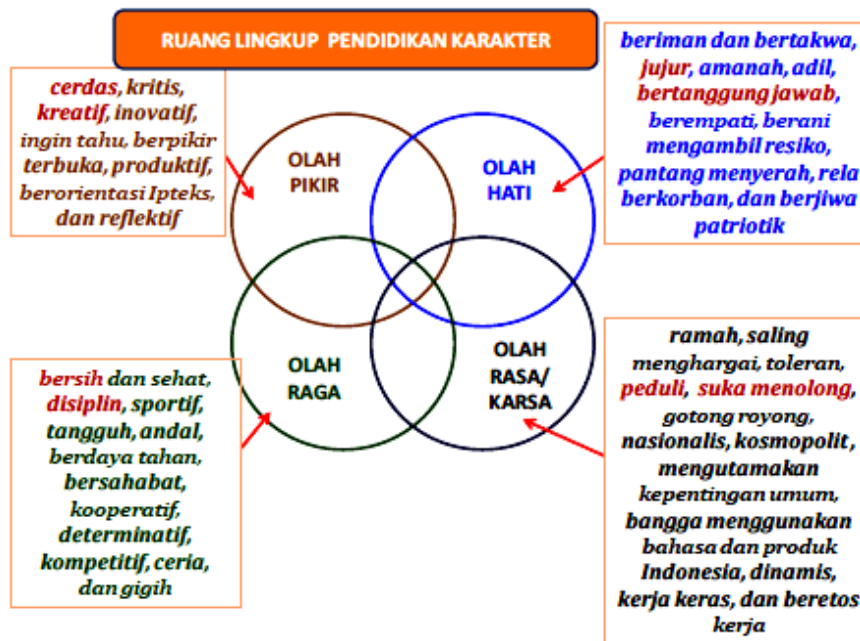 RUANG LINGKUP PENDIDIKAN KARAKTER
cerdas, kritis,
kreatif, inovatif,
ingin tahu, berpikir
terbuka, produktif,
berorientasi Ipteks,
dan reflektif
OLAH
PIKIR
OLAH
HATI
beriman dan bertakwa,
jujur, amanah, adil,
bertanggung jawab,
berempati, berani
mengambil resiko,
pantang menyerah, rela
berkorban, dan berjiwa
patriotik
bersih dan sehat,
disiplin, sportif,
tangguh, andal,
berdaya tahan,
bersahabat,
kooperatif,
determinatif,
kompetitif, ceria,
dan gigih
OLAH
RAGA
OLAH
RASA/
KARSA
ramah, saling
menghargai, toleran,
peduli, suka menolong,
gotong royong,
nasionalis, kosmopolit,
mengutamakan
kepentingan umum,
bangga menggunakan
bahasa dan produk
Indonesia, dinamis,
kerja keras, dan beretos
kerja